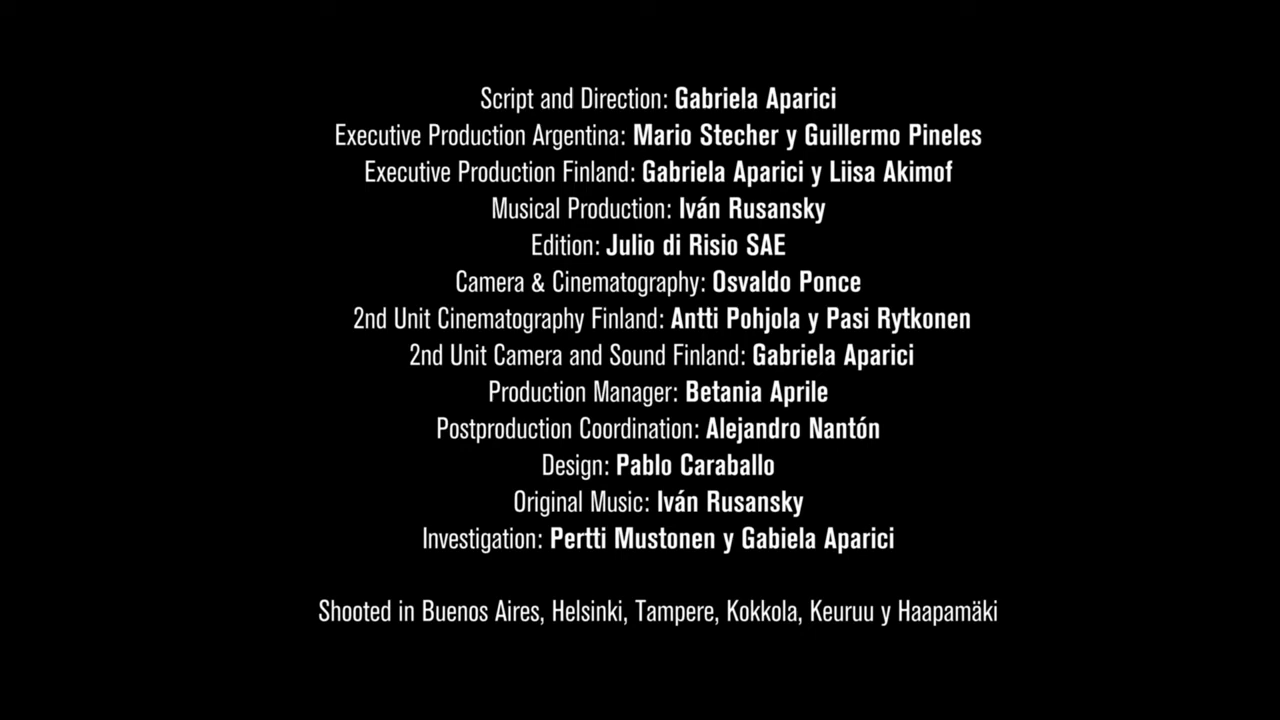 Script and Direction: Gabriela Aparici
Executive Production Argentina: Mario Stecher y Guillermo Pineles
Executive Production Finland: Gabriela Aparici y Liisa Akimof
Musical Production: Iván Rusansky
Edition: Julio di Risio SAE
Camera & Cinematography: Osvaldo Ponce
2nd Unit Cinematography Finland: Antti Pohjola y Pasi Rytkonen
2nd Unit Camera and Sound Finland: Gabriela Aparici
Production Manager: Betania Aprile
Postproduction Coordination: Alejandro Nantón
Design: Pablo Caraballo
Original Music: Iván Rusansky
Investigation: Pertti Mustonen y Gabiela Aparici
Shooted in Buenos Aires, Helsinki, Tampere, Kokkola, Keuruu y Haapamäki